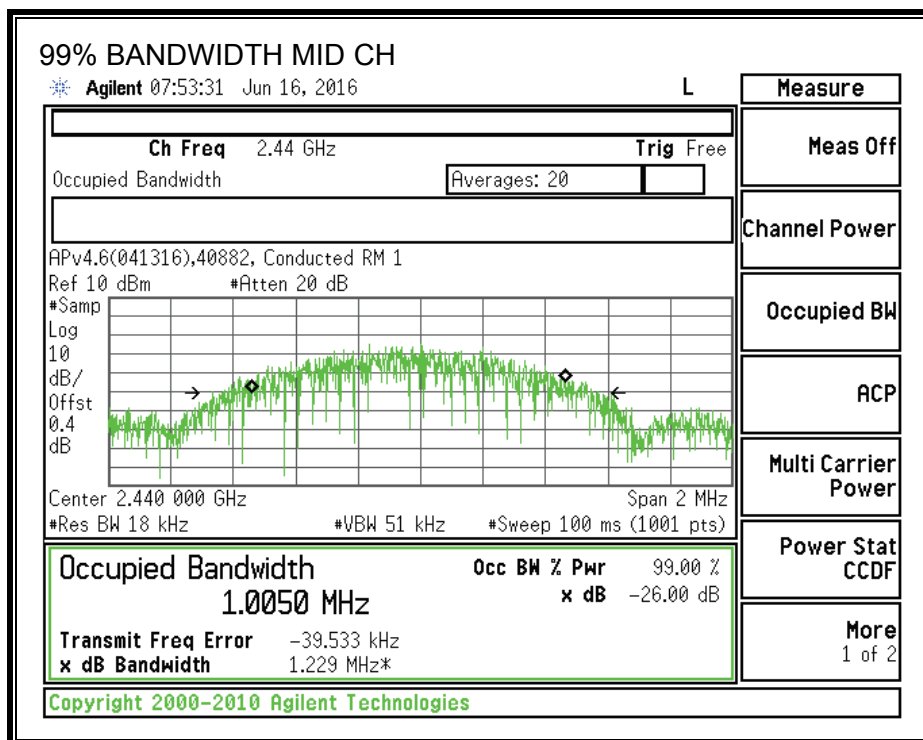 99% BANDWIDTH MID CH
Agilent 07:53:31 Jun 16, 2016 L
Ch Freq 2.44 GHz Trig Free
Occupied Bandwidth Averages: 20
APv4.6(041316),40882, Conducted RM 1
Ref 10 dBm #Atten 20 dB
#Samp
Log
10
dB/
Offst
0.4
dB
Center 2.440 000 GHz Span 2 MHz
#Res BW 18 kHz #VBW 51 kHz #Sweep 100 ms (1001 pts)
Occupied Bandwidth Occ BW % Pwr 99.00 %
1.0050 MHz x dB -26.00 dB
Transmit Freq Error -39.533 kHz
x dB Bandwidth 1.229 MHz*
Copyright 2000-2010 Agilent Technologies
Measure
Meas Off
Channel Power
Occupied BW
ACP
Multi Carrier
Power
Power Stat
CCDF
More
1 of 2